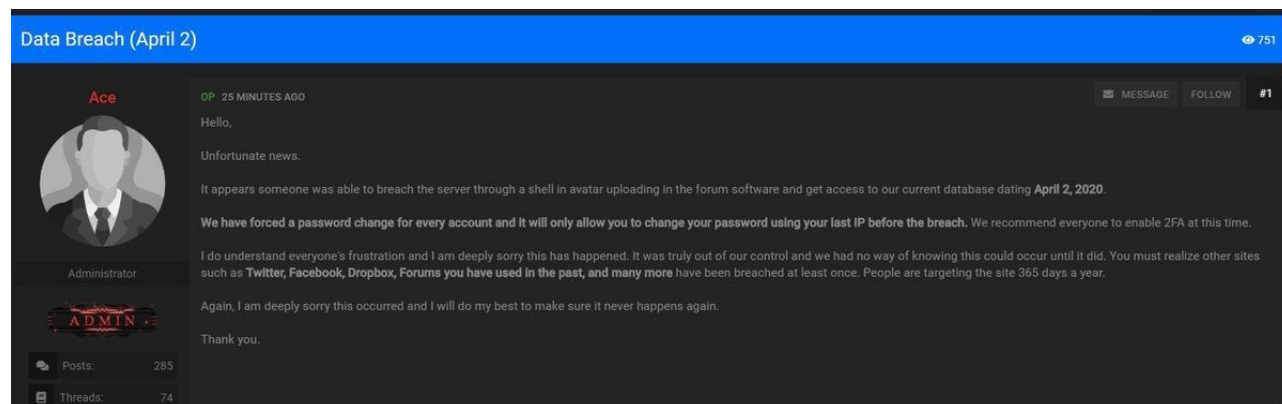 Data Breach (April 2)
751
Ace
OP 25 MINUTES AGO
MESSAGE
FOLLOW
#1
Hello,
Unfortunate news.
It appears someone was able to breach the server through a shell in avatar uploading in the forum software and get access to our current database dating April 2, 2020.
We have forced a password change for every account and it will only allow you to change your password using your last IP before the breach. We recommend everyone to enable 2FA at this time.
I do understand everyone's frustration and I am deeply sorry this has happened. It was truly out of our control and we had no way of knowing this could occur until it did. You must realize other sites
such as Twitter, Facebook, Dropbox, Forums you have used in the past, and many more have been breached at least once. People are targeting the site 365 days a year.
Again, I am deeply sorry this occurred and I will do my best to make sure it never happens again.
Thank you.
Administrator
ADMIN
Posts: 285
Threads: 74